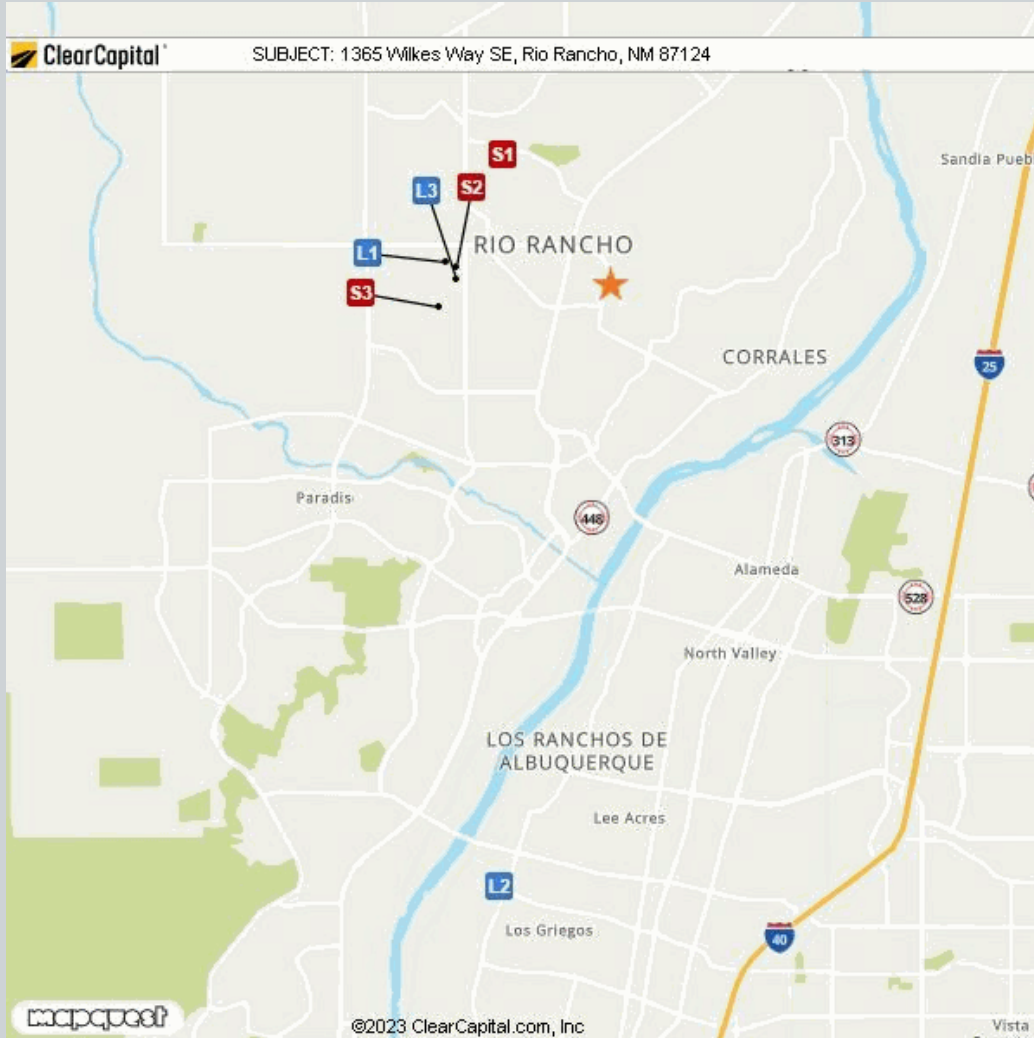 ClearCapital SUBJECT: 1365 Wilkes Way SE, Rio Rancho, NM 87124
S1
Sandia Pueb
L3 S2
RIO RANCHO
L1
S3
CORRALES
25
313
Paradis
448
Alameda
528
North Valley
LOS RANCHOS DE
ALBUQUERQUE
Lee Acres
L2
Los Griegos
40
mapquest
©2023 ClearCapital.com, Inc
Vista